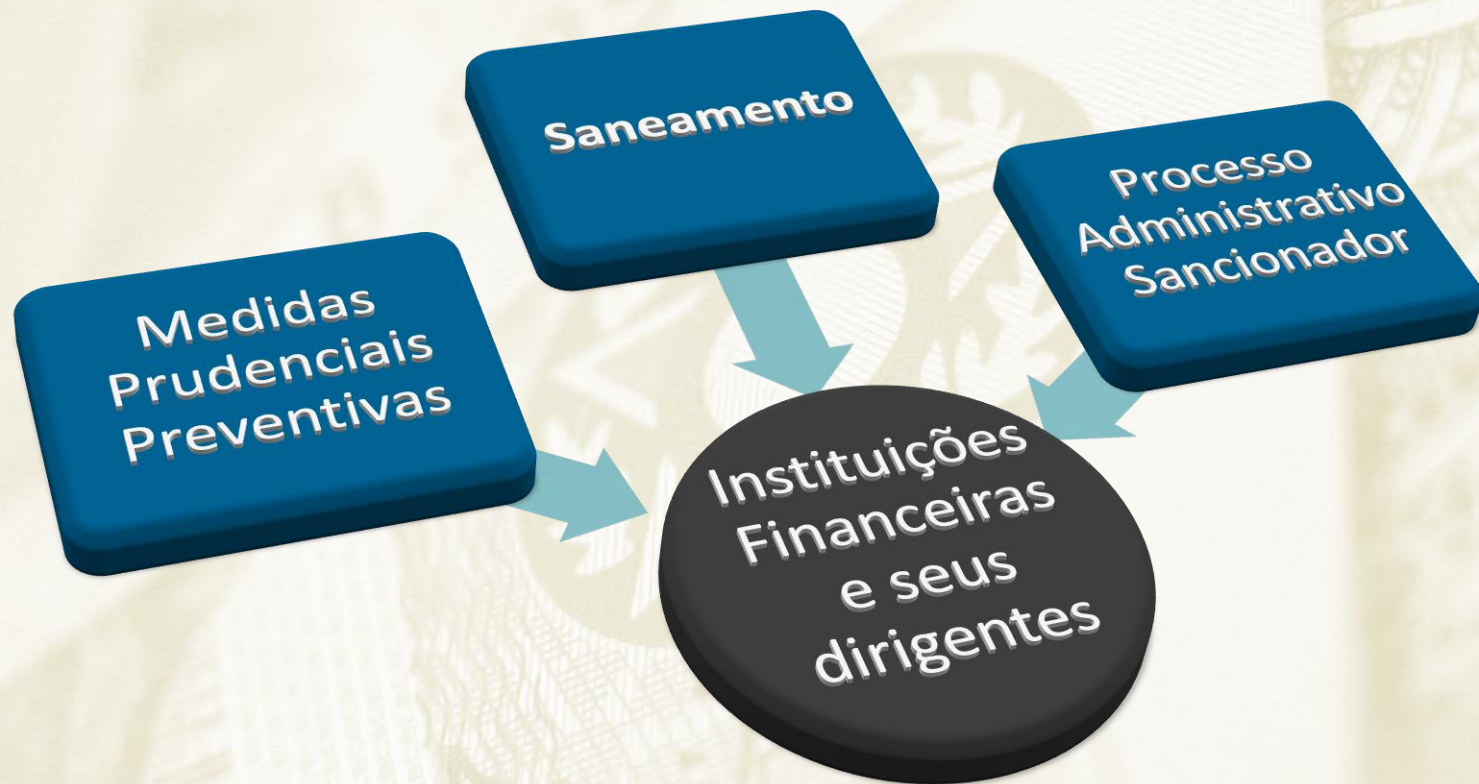 Medidas
Prudenciais
Preventivas
Saneamento
Processo
Administrativo
Sancionador
Instituições
Financeiras
e seus
dirigentes